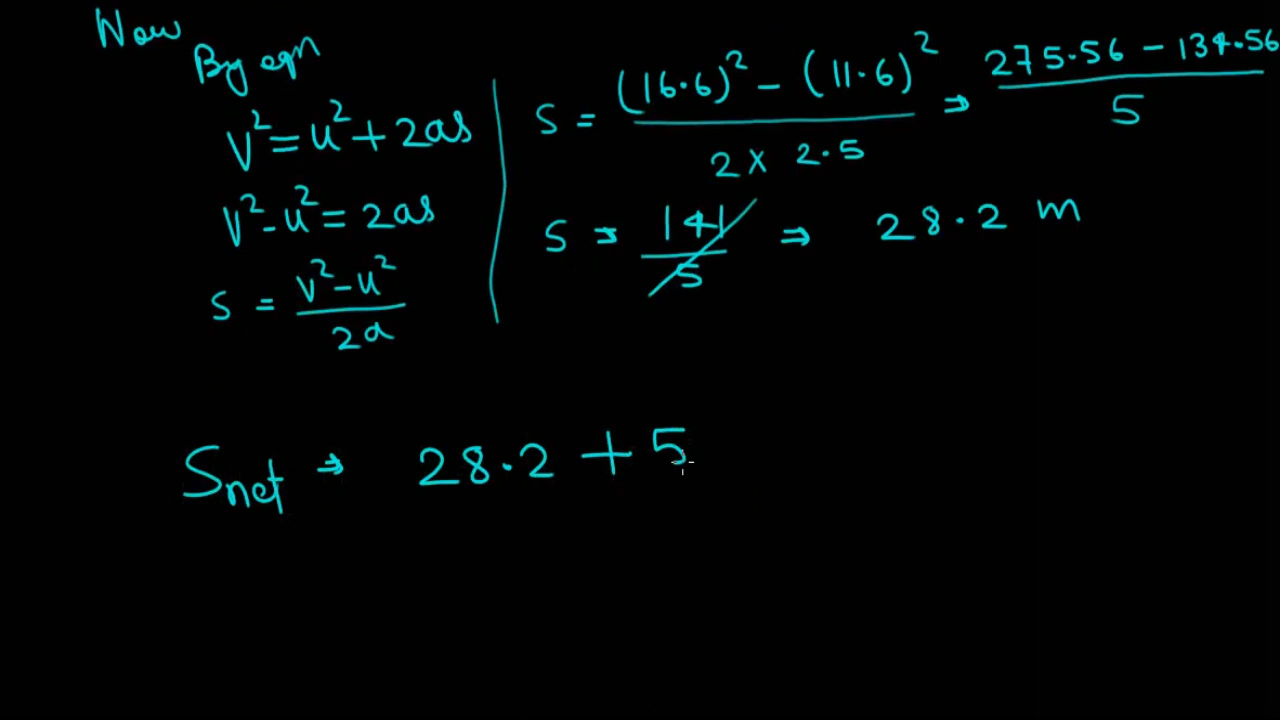 Now
By eqn
v² = u² + 2as
v² - u² = 2as
s = v² - u² / 2a
s = (16.6)² - (11.6)² / 2 x 2.5 ⇒ 275.56 - 134.56 / 5
s ⇒ 141 / 5 ⇒ 28.2 m
Snet ⇒ 28.2 + 5